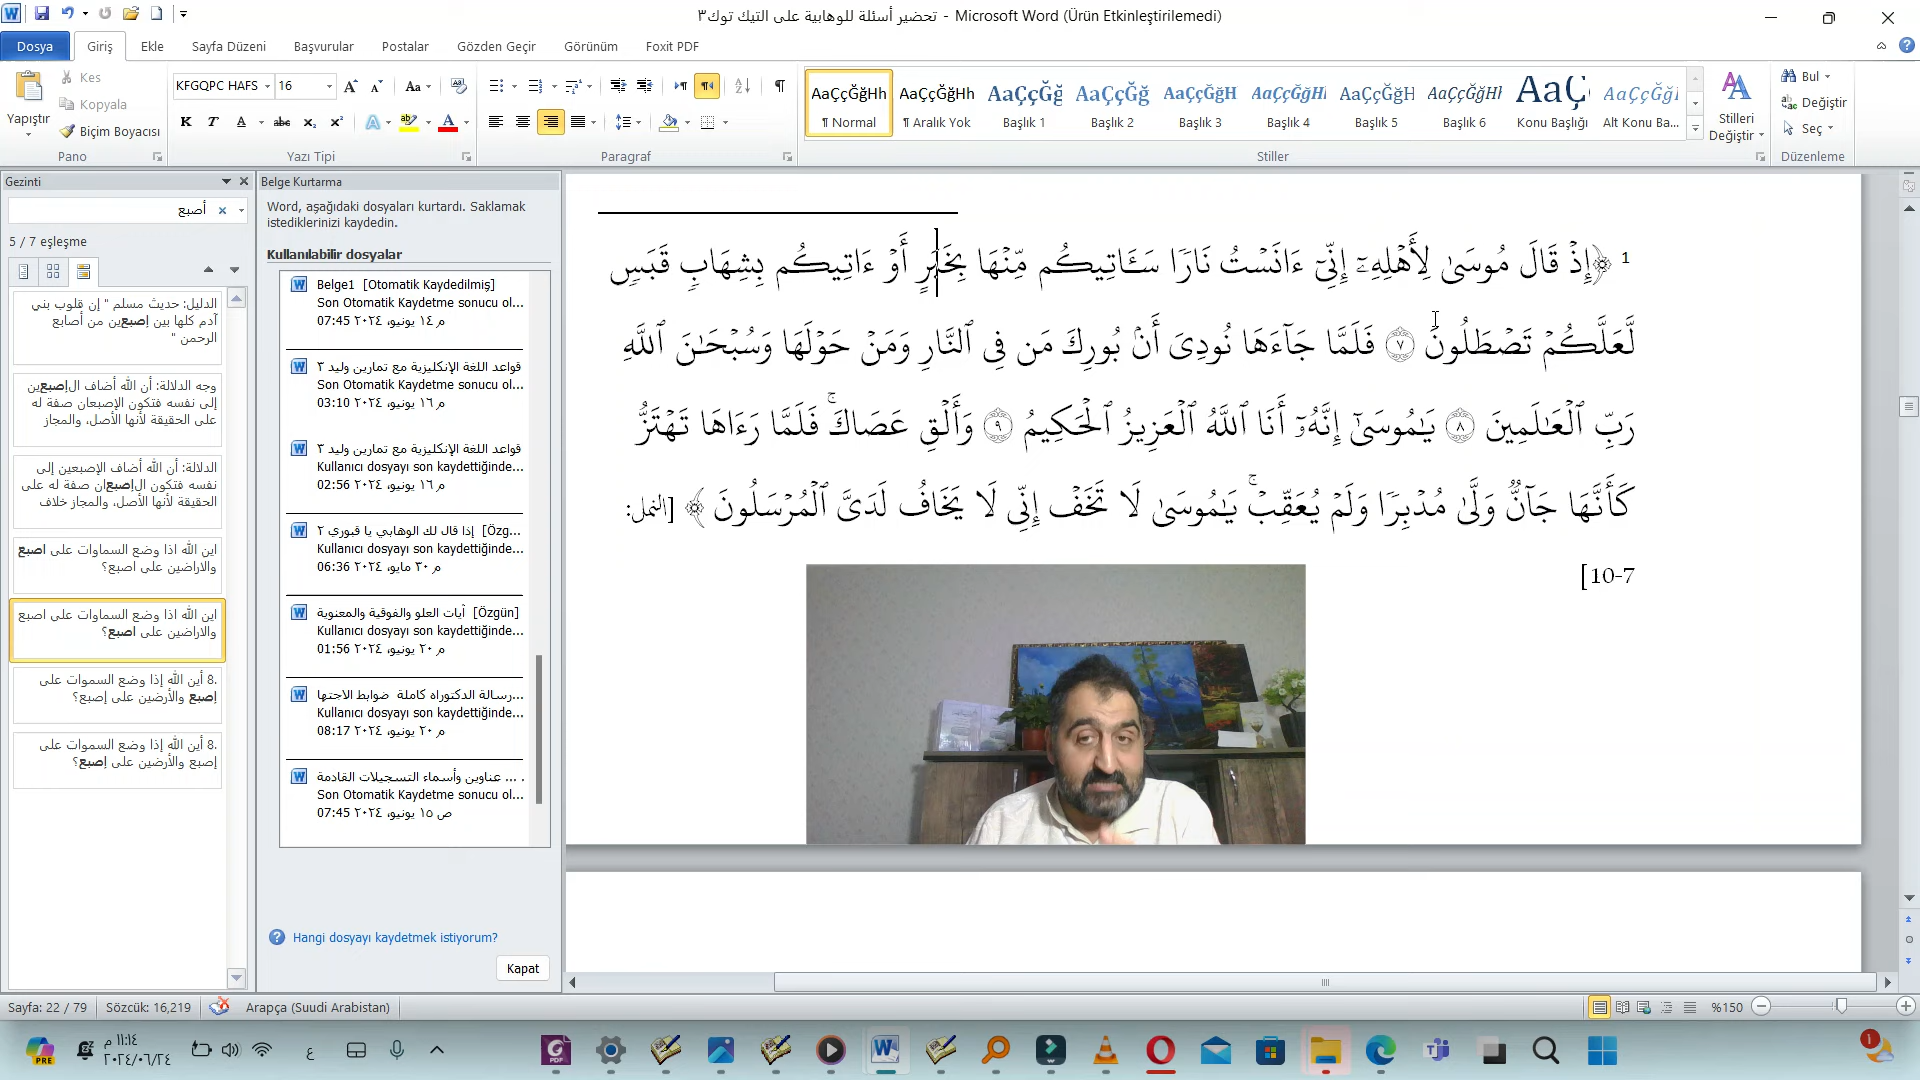 تحضير أسئلة للوهابية على التيك توك٣ - Microsoft Word (Ürün Etkinleştirilemedi)
Dosya Giriş Ekle Sayfa Düzeni Başvurular Postalar Gözden Geçir Görünüm Foxit PDF
Yapıştır
Kes
Kopyala
Biçim Boyacısı
Pano
KFGQPC HAFS 16
Yazı Tipi
Paragraf
AaÇçĞğHh AaÇçĞğHh AaÇçĞğ AaÇçĞğ AaÇçĞğH AaÇçĞğHl AaÇçĞğH AaÇçĞğHl AaÇ AaÇçĞğl
¶ Normal ¶ Aralık Yok Başlık 1 Başlık 2 Başlık 3 Başlık 4 Başlık 5 Başlık 6 Konu Başlığı Alt Konu Ba...
Stiller
Stilleri Değiştir
Bul
Değiştir
Seç
Düzenleme
Gezinti
أصبع
5 / 7 eşleşme
الدليل: حديث مسلم " إن قلوب بني
آدم كلها بين إصبعين من أصابع
الرحمن "
وجه الدلالة: أن الله أضاف الإصبعين
إلى نفسه فتكون الإصبعان صفة له
على الحقيقة لأنها الأصل، والمجاز
الدلالة: أن الله أضاف الإصبعين إلى
نفسه فتكون الإصبعان صفة له على
الحقيقة لأنها الأصل، والمجاز خلاف
اين الله اذا وضع السماوات على اصبع
والاراضين على اصبع؟
اين الله اذا وضع السماوات على اصبع
والاراضين على اصبع؟
.8 أين الله إذا وضع السموات على
إصبع والأرضين على إصبع؟
.8 أين الله إذا وضع السموات على
إصبع والأرضين على إصبع؟
Belge Kurtarma
Word, aşağıdaki dosyaları kurtardı. Saklamak
istediklerinizi kaydedin.
Kullanılabilir dosyalar
Belge1 [Otomatik Kaydedilmiş]
Son Otomatik Kaydetme sonucu ol...
07:45 م ١٤ يونيو، ٢٠٢٤
قواعد اللغة الإنكليزية مع تمارين وليد ٣
Son Otomatik Kaydetme sonucu ol...
03:10 م ١٦ يونيو، ٢٠٢٤
قواعد اللغة الإنكليزية مع تمارين وليد ٣
Kullanıcı dosyayı son kaydettiğinde...
02:56 م ١٦ يونيو، ٢٠٢٤
إذا قال لك الوهابي يا قبوري ٢ [Özg...
Kullanıcı dosyayı son kaydettiğinde...
06:36 م ٣٠ مايو، ٢٠٢٤
آيات العلو والفوقية والمعنوية [Özgün]
Kullanıcı dosyayı son kaydettiğinde...
01:56 م ٢٠ يونيو، ٢٠٢٤
رسالة الدكتوراه كاملة ضوابط الاجتها...
Kullanıcı dosyayı son kaydettiğinde...
08:17 م ٢٠ يونيو، ٢٠٢٤
عناوين وأسماء التسجيلات القادمة ... .
Son Otomatik Kaydetme sonucu ol...
07:45 ص ١٥ يونيو، ٢٠٢٤
Hangi dosyayı kaydetmek istiyorum?
Kapat
1 ﴿إِذۡ قَالَ مُوسَىٰ لِأَهۡلِهِۦٓ إِنِّيٓ ءَانَسۡتُ نَارٗا سَـَٔاتِيكُم مِّنۡهَا بِخَبَرٍ أَوۡ ءَاتِيكُم بِشِهَابٖ قَبَسٖ
لَّعَلَّكُمۡ تَصۡطَلُونَ ٧ فَلَمَّا جَآءَهَا نُودِيَ أَنۢ بُورِكَ مَن فِي ٱلنَّارِ وَمَنۡ حَوۡلَهَا وَسُبۡحَٰنَ ٱللَّهِ
رَبِّ ٱلۡعَٰلَمِينَ ٨ يَٰمُوسَىٰٓ إِنَّهُۥٓ أَنَا ٱللَّهُ ٱلۡعَزِيزُ ٱلۡحَكِيمُ ٩ وَأَلۡقِ عَصَاكَۚ فَلَمَّا رَءَاهَا تَهۡتَزُّ
كَأَنَّهَا جَآنّٞ وَلَّىٰ مُدۡبِرٗا وَلَمۡ يُعَقِّبۡۚ يَٰمُوسَىٰ لَا تَخَفۡ إِنِّي لَا يَخَافُ لَدَيَّ ٱلۡمُرۡسَلُونَ ﴾ [النمل:
10-7]
Sayfa: 22 / 79 Sözcük: 16,219 Arapça (Suudi Arabistan) %150
١١:١٤ م
٢٠٢٤/٠٦/٢٤
ع
PRE
1